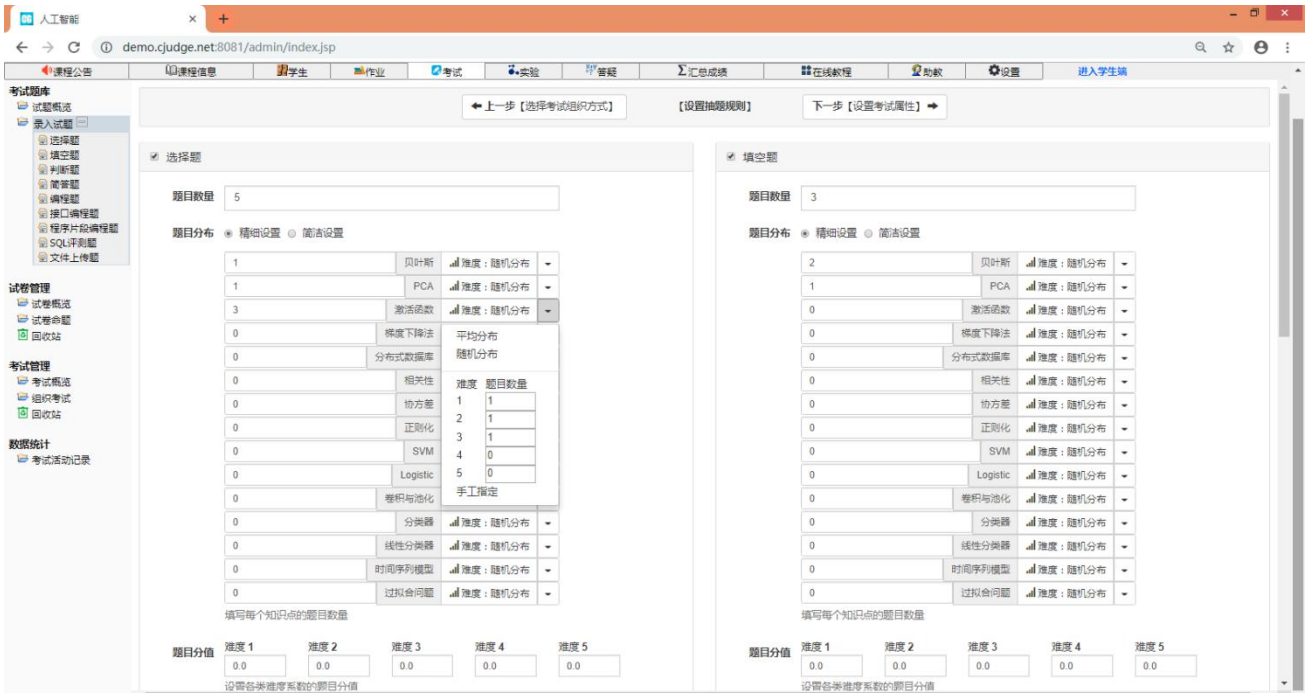 CG 人工智能
demo.cjudge.net:8081/admin/index.jsp
课程公告 课程信息 学生 作业 考试 实验 答疑 汇总成绩 在线教程 助教 设置 进入学生端
考试题库
试题概览
录入试题
选择题
填空题
判断题
简答题
编程题
接口编程题
程序片段编程题
SQL评测题
文件上传题
试卷管理
试卷概览
试卷命题
回收站
考试管理
考试概览
组织考试
回收站
数据统计
考试活动记录
上一步【选择考试组织方式】 【设置抽题规则】 下一步【设置考试属性】
选择题
题目数量 5
题目分布 精细设置 简洁设置
1 贝叶斯 难度：随机分布
1 PCA 难度：随机分布
3 激活函数 难度：随机分布
0 梯度下降法
0 分布式数据库
0 相关性
0 协方差
0 正则化
0 SVM
0 Logistic
0 卷积与池化
0 分类器 难度：随机分布
0 线性分类器 难度：随机分布
0 时间序列模型 难度：随机分布
0 过拟合问题 难度：随机分布
填写每个知识点的题目数量
平均分布
随机分布
难度 题目数量
1 1
2 1
3 1
4 0
5 0
手工指定
题目分值 难度 1 难度 2 难度 3 难度 4 难度 5
0.0 0.0 0.0 0.0 0.0
设置各类难度系数的题目分值
填空题
题目数量 3
题目分布 精细设置 简洁设置
2 贝叶斯 难度：随机分布
1 PCA 难度：随机分布
0 激活函数 难度：随机分布
0 梯度下降法 难度：随机分布
0 分布式数据库 难度：随机分布
0 相关性 难度：随机分布
0 协方差 难度：随机分布
0 正则化 难度：随机分布
0 SVM 难度：随机分布
0 Logistic 难度：随机分布
0 卷积与池化 难度：随机分布
0 分类器 难度：随机分布
0 线性分类器 难度：随机分布
0 时间序列模型 难度：随机分布
0 过拟合问题 难度：随机分布
填写每个知识点的题目数量
题目分值 难度 1 难度 2 难度 3 难度 4 难度 5
0.0 0.0 0.0 0.0 0.0
设置各类难度系数的题目分值